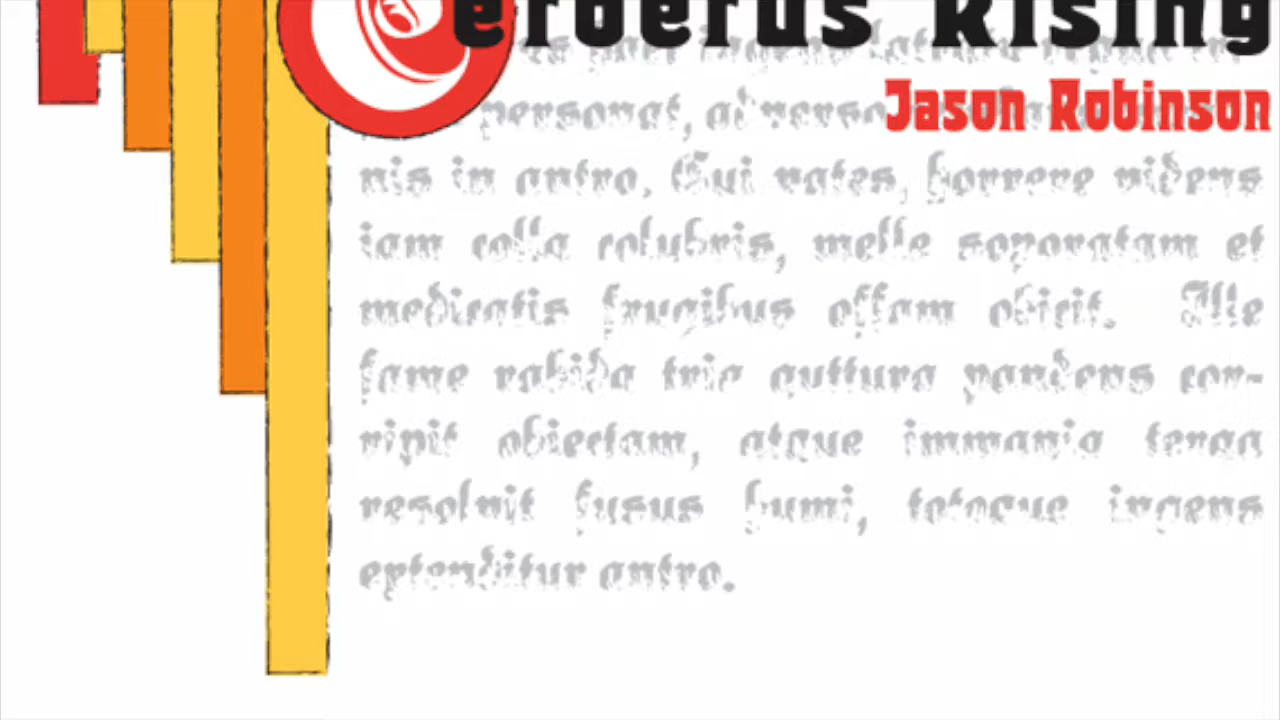 erberus Rising
Jason Robinson
personat,
nis in antro. Cui vates, horrere videns
iam colla colubris, melle soporatam et
medicatis frugibus offam obicit. Ille
fame rabida tria guttura pandens cor-
ripit obiectam, atque immania terga
resolvit fusus humi, totoque ingens
extenditur antro.